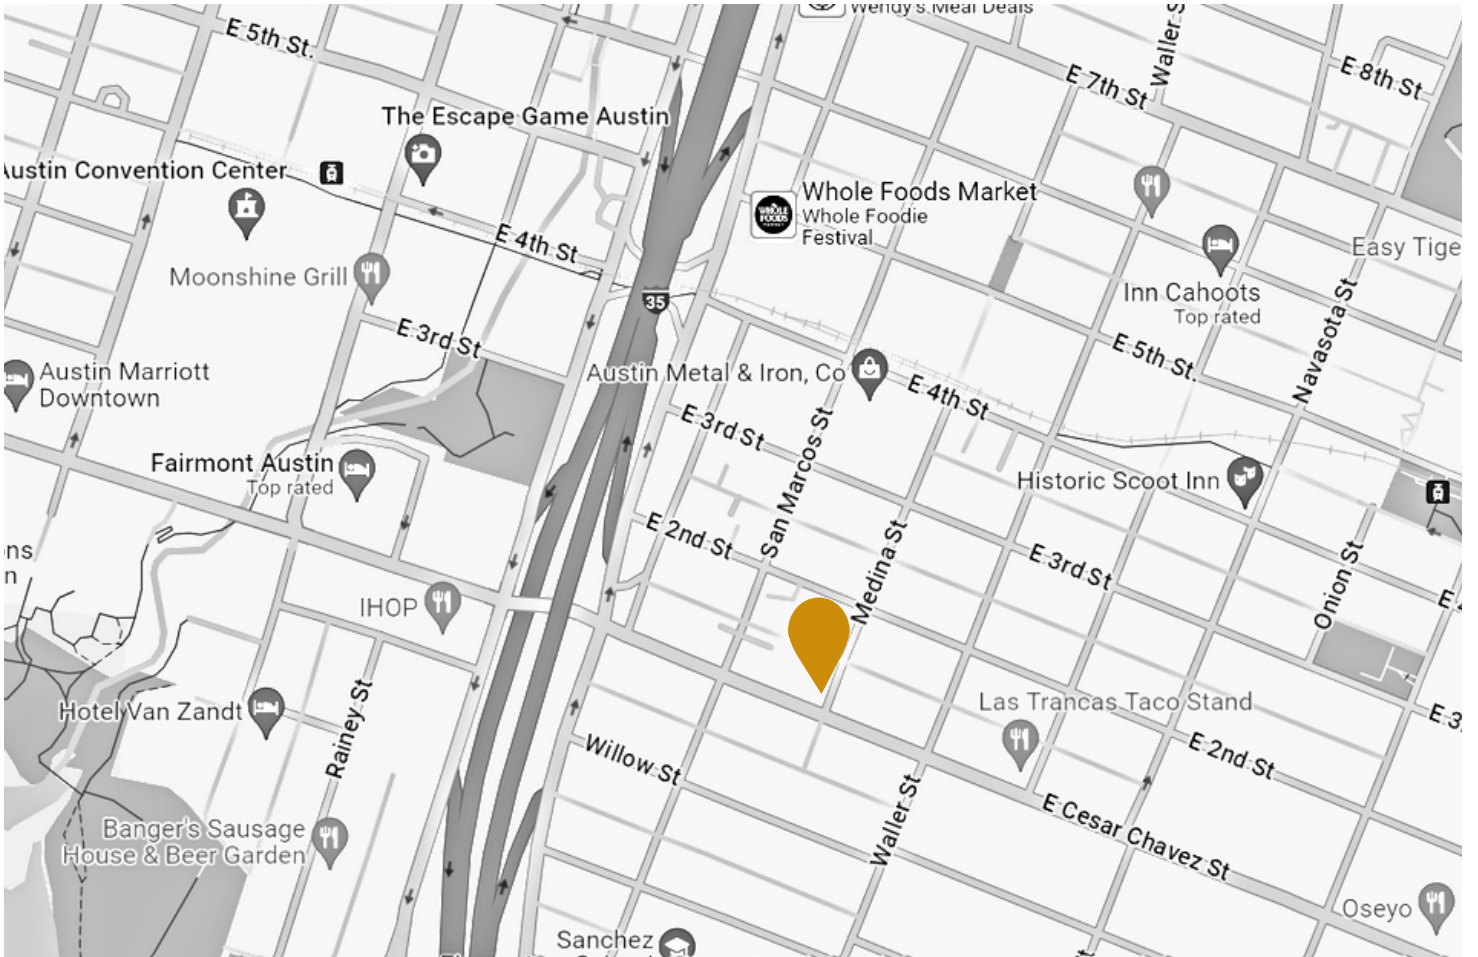 Wendy's Meal Deals
E 5th St.
Waller S
E 7th St
E 8th St
The Escape Game Austin
Austin Convention Center
Whole Foods Market
Whole Foodie
Festival
WHOLE
FOODS
MARKET
E 4th St
Easy Tige
Moonshine Grill
Inn Cahoots
Top rated
35
E 3rd St
E 5th St.
Navasota St
Austin Marriott
Downtown
Austin Metal & Iron, Co
E 4th St
E 3rd St
San Marcos St
Fairmont Austin
Top rated
Historic Scoot Inn
E 2nd St
Medina St
E 3rd St
Onion St
ns
n
IHOP
E
Las Trancas Taco Stand
Hotel Van Zandt
Rainey St
E 3
Willow St
E 2nd St
Waller St
E Cesar Chavez St
Banger's Sausage
House & Beer Garden
Oseyo
Sanchez